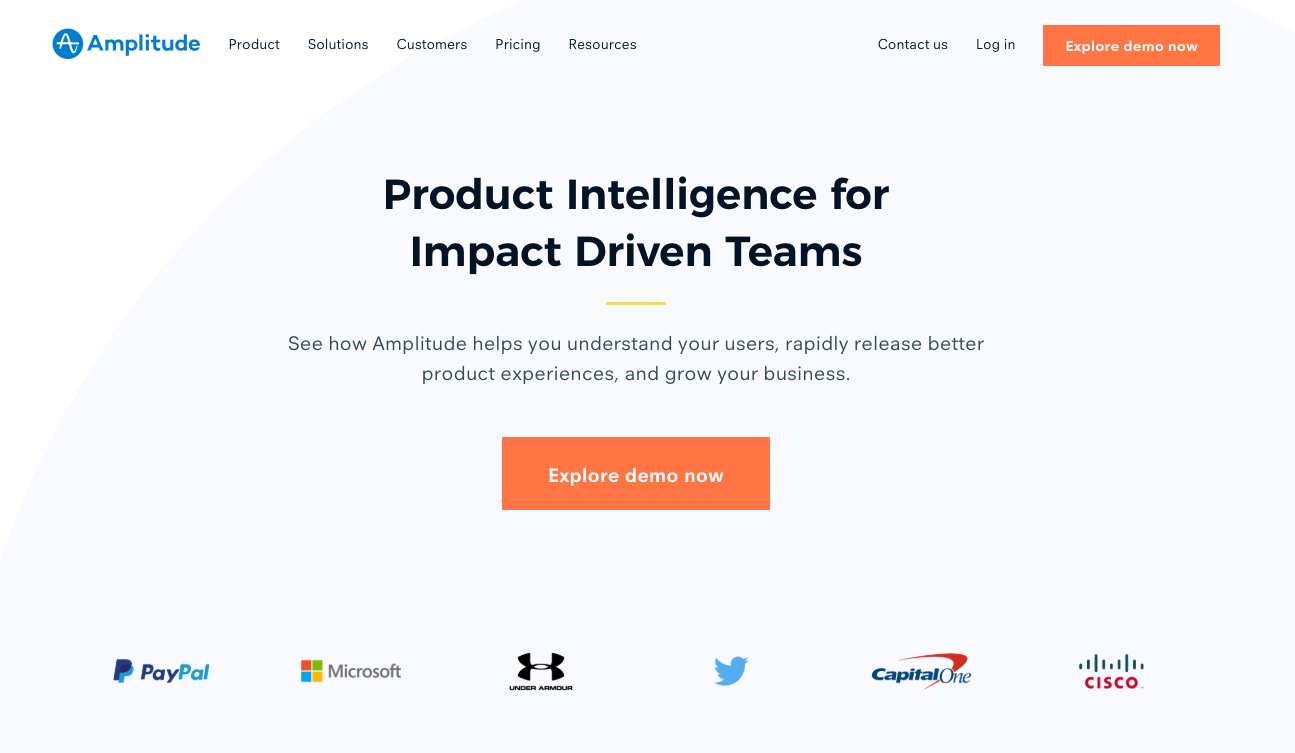 Amplitude Product Solutions Customers Pricing Resources Contact us Log in Explore demo now
Product Intelligence for
Impact Driven Teams
See how Amplitude helps you understand your users, rapidly release better
product experiences, and grow your business.
Explore demo now
PayPal Microsoft UNDER ARMOUR Capital One CISCO